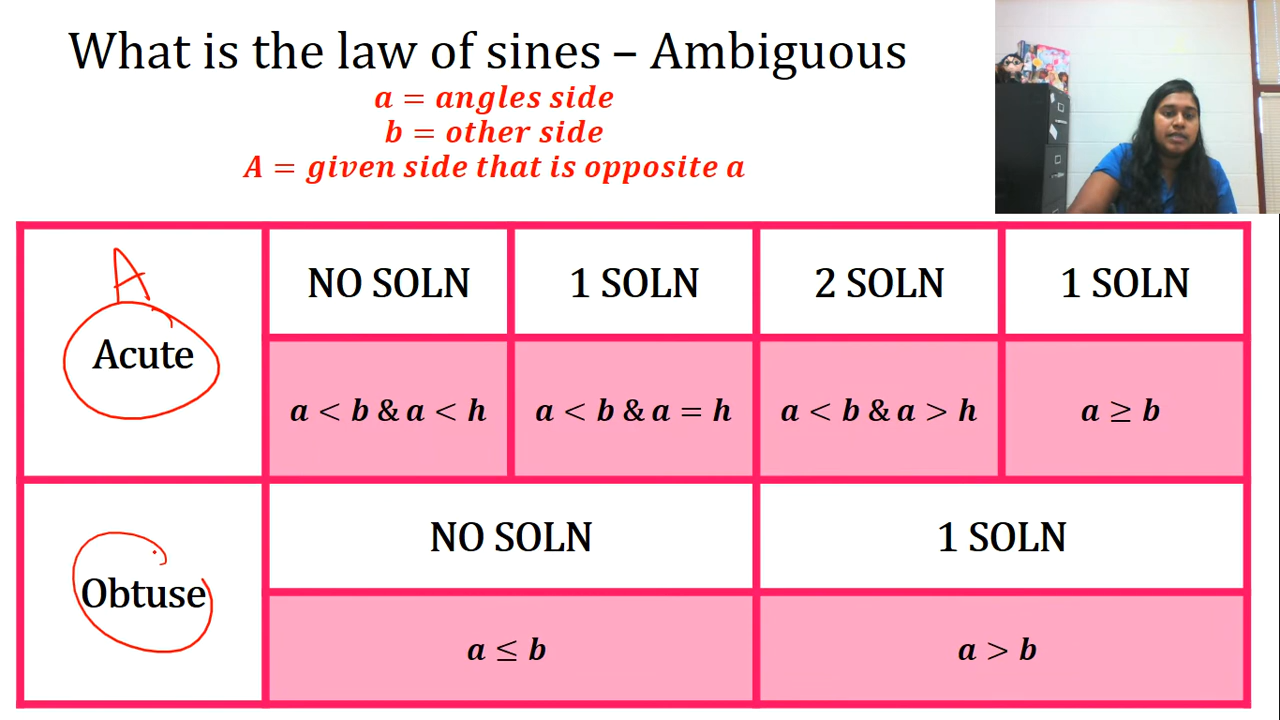 What is the law of sines – Ambiguous
a = angles side
b = other side
A = given side that is opposite a
A
Acute
NO SOLN
1 SOLN
2 SOLN
1 SOLN
a < b & a < h
a < b & a = h
a < b & a > h
a ≥ b
Obtuse
NO SOLN
1 SOLN
a ≤ b
a > b